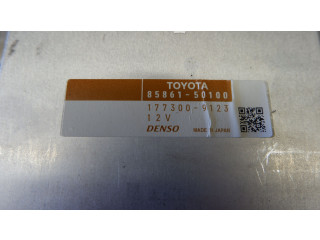 TOYOTA
85861-50100
177300-9123
12V
DENSO MADE IN JAPAN